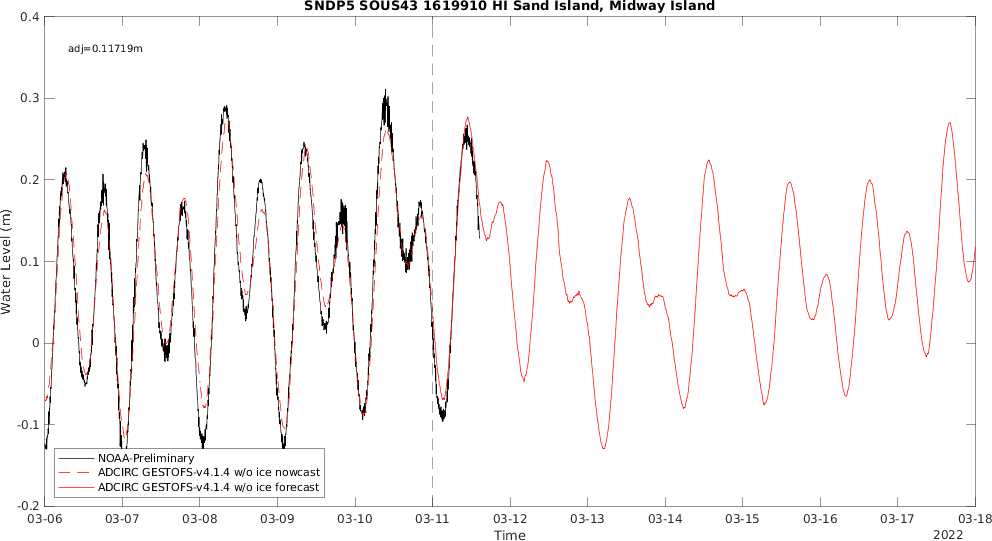 SNDP5 SOUS43 1619910 HI Sand Island, Midway Island
0.4
adj=0.11719m
0.3
0.2
0.1
0
-0.1
-0.2
Water Level (m)
NOAA-Preliminary
ADCIRC GESTOFS-v4.1.4 w/o ice nowcast
ADCIRC GESTOFS-v4.1.4 w/o ice forecast
03-06 03-07 03-08 03-09 03-10 03-11 03-12 03-13 03-14 03-15 03-16 03-17 03-18
Time
2022